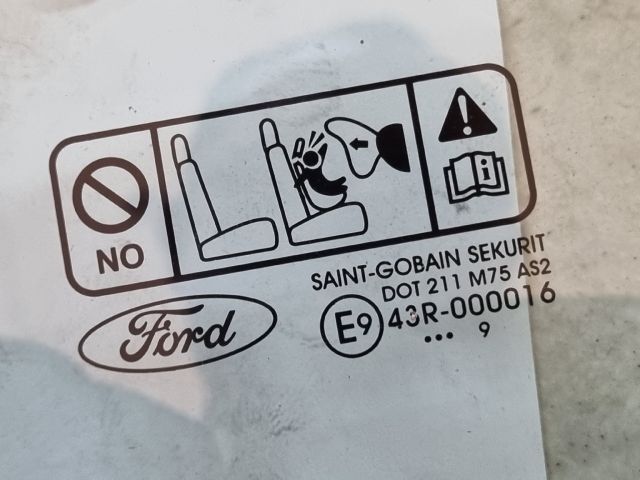 NO
i
SAINT-GOBAIN SEKURIT
DOT 211 M75 AS2
Ford
E9 43R-000016
... 9